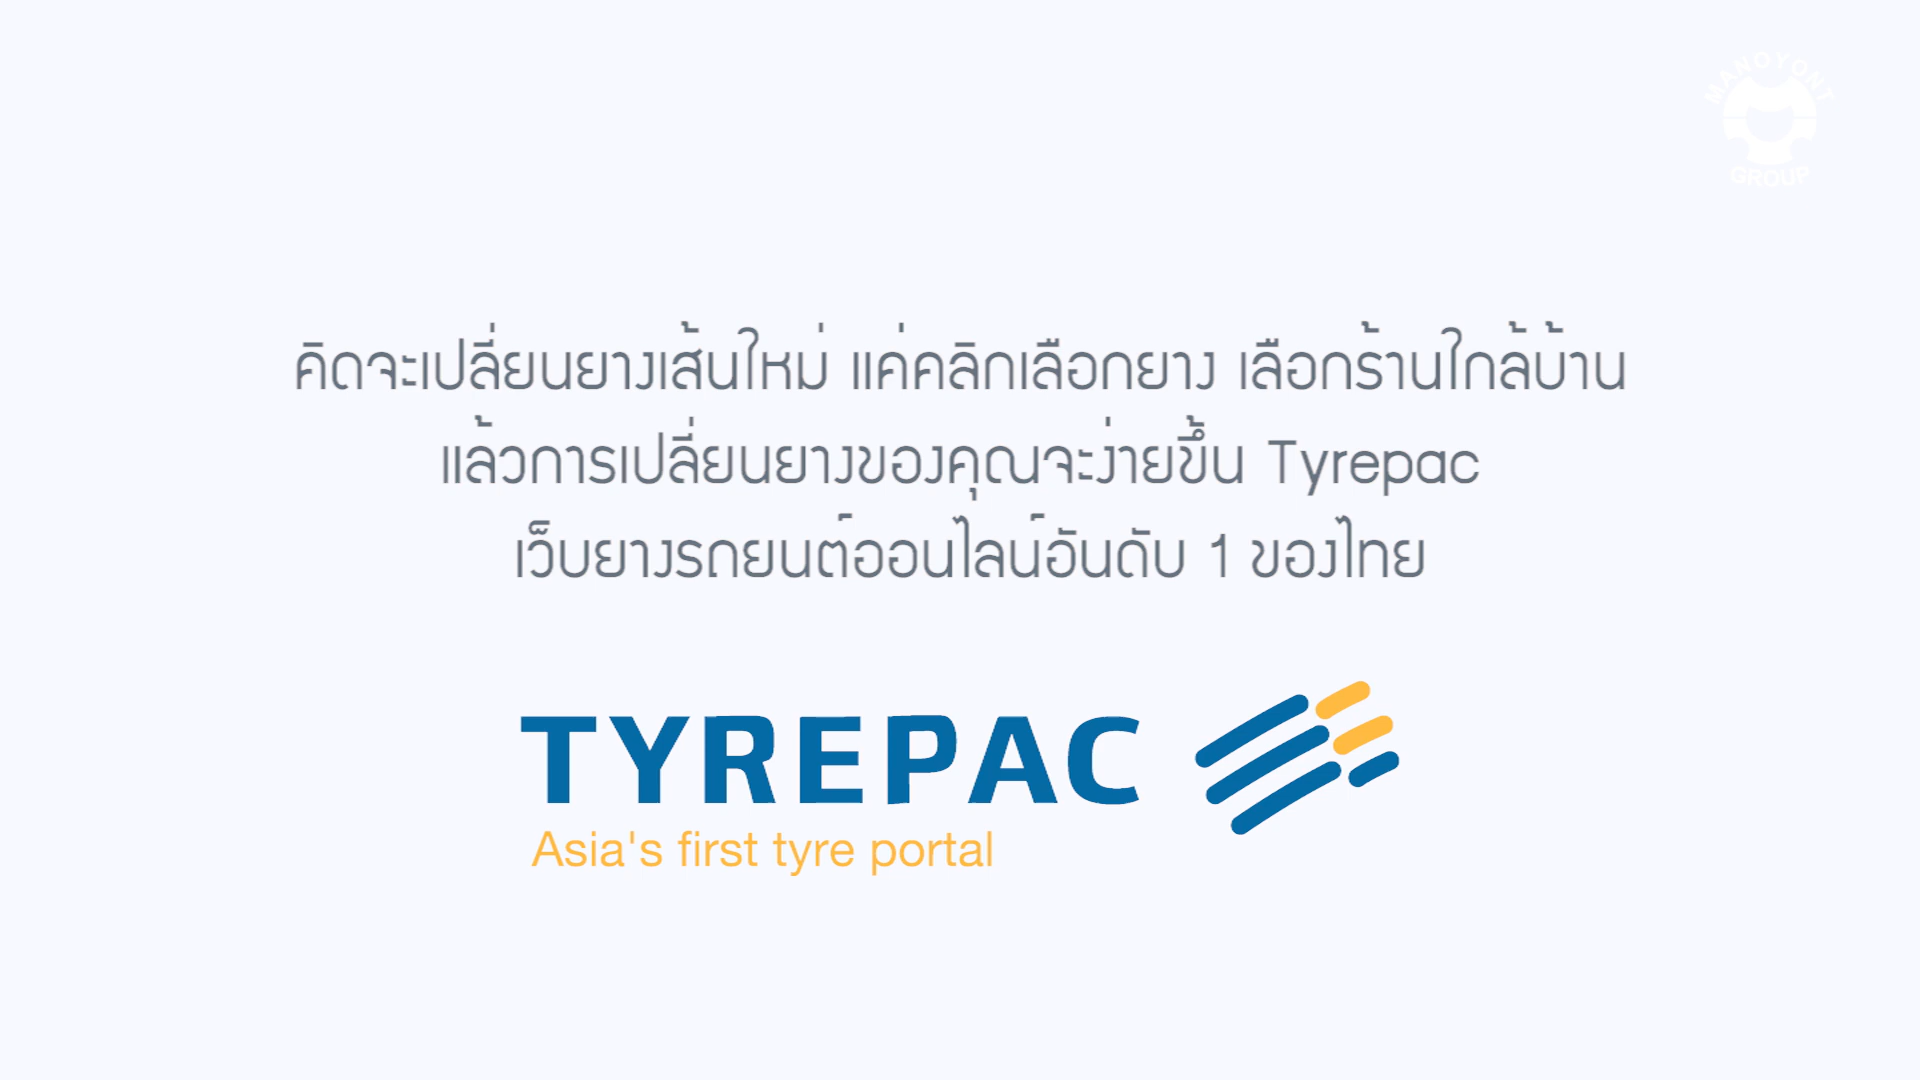 MANOYONT
GROUP
คิดจะเปลี่ยนยางเส้นใหม่ แค่คลิกเลือกยาง เลือกร้านใกล้บ้าน
แล้วการเปลี่ยนยางของคุณจะง่ายขึ้น Tyrepac
เว็บยางรถยนต์ออนไลน์อันดับ 1 ของไทย
TYREPAC
Asia's first tyre portal